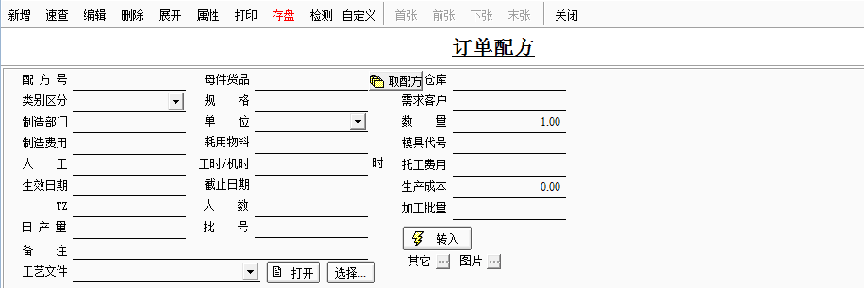 新增 速查 编辑 删除 展开 属性 打印 存盘 检测 自定义 首张 前张 下张 末张 关闭
订单配方
配方号 母件货品 取配方 仓库
类别区分 规格 需求客户
制造部门 单位 数量 1.00
制造费用 耗用物料 模具代号
人工 工时/机时 时 托工费用
生效日期 截止日期 生产成本 0.00
TZ 人数 加工批量
日产量 批号
备注 转入
其它 ... 图片 ...
工艺文件 打开 选择...